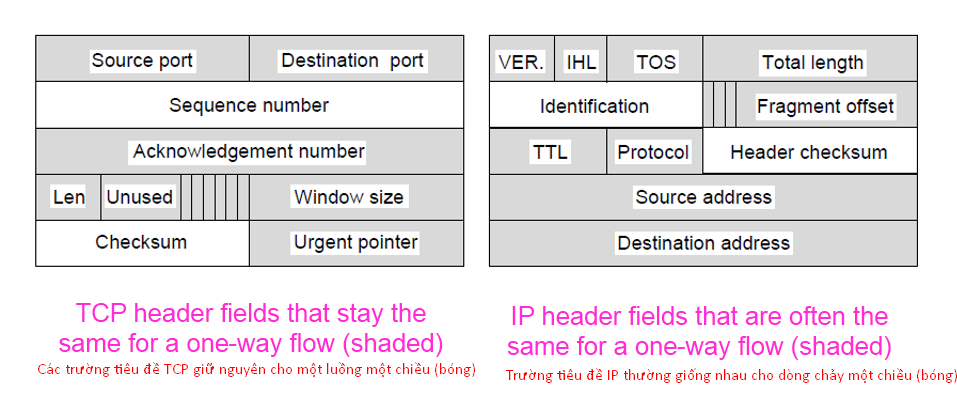 Source port
Destination port
Sequence number
Acknowledgement number
Len
Unused
Window size
Checksum
Urgent pointer
TCP header fields that stay the
same for a one-way flow (shaded)
Các trường tiêu đề TCP giữ nguyên cho một luồng một chiều (bóng)
VER.
IHL
TOS
Total length
Identification
Fragment offset
TTL
Protocol
Header checksum
Source address
Destination address
IP header fields that are often the
same for a one-way flow (shaded)
Trường tiêu đề IP thường giống nhau cho dòng chảy một chiều (bóng)